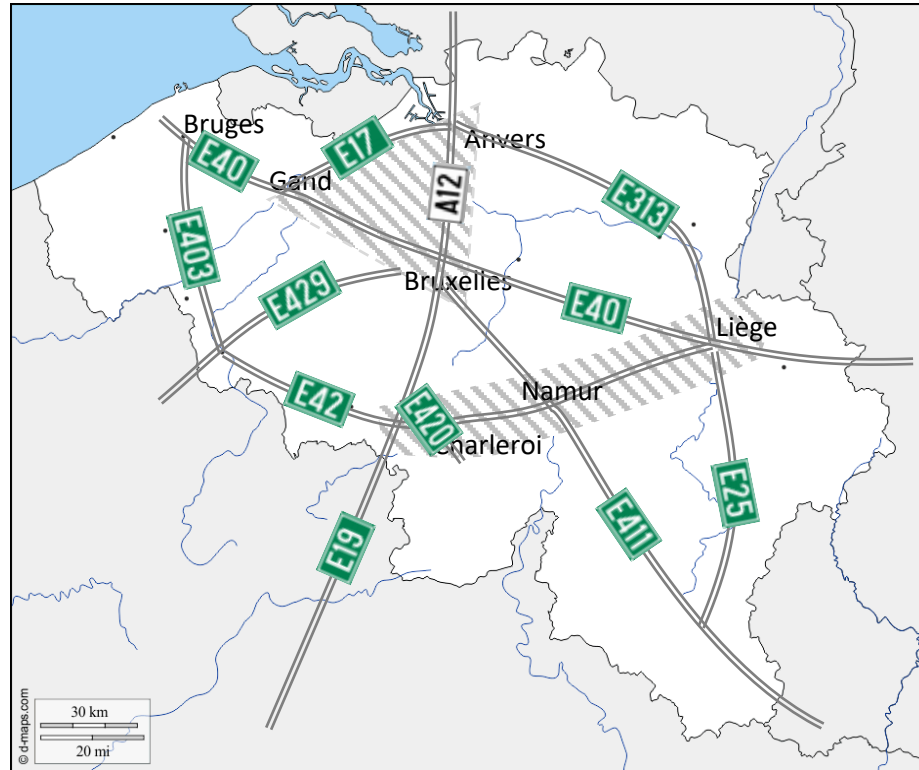 Bruges
Anvers
E17
E40
Gand
A12
E313
E403
Bruxelles
E429
E40
Liège
Namur
E42
E420
Charleroi
E25
E411
E19
30 km
20 mi
© d-maps.com